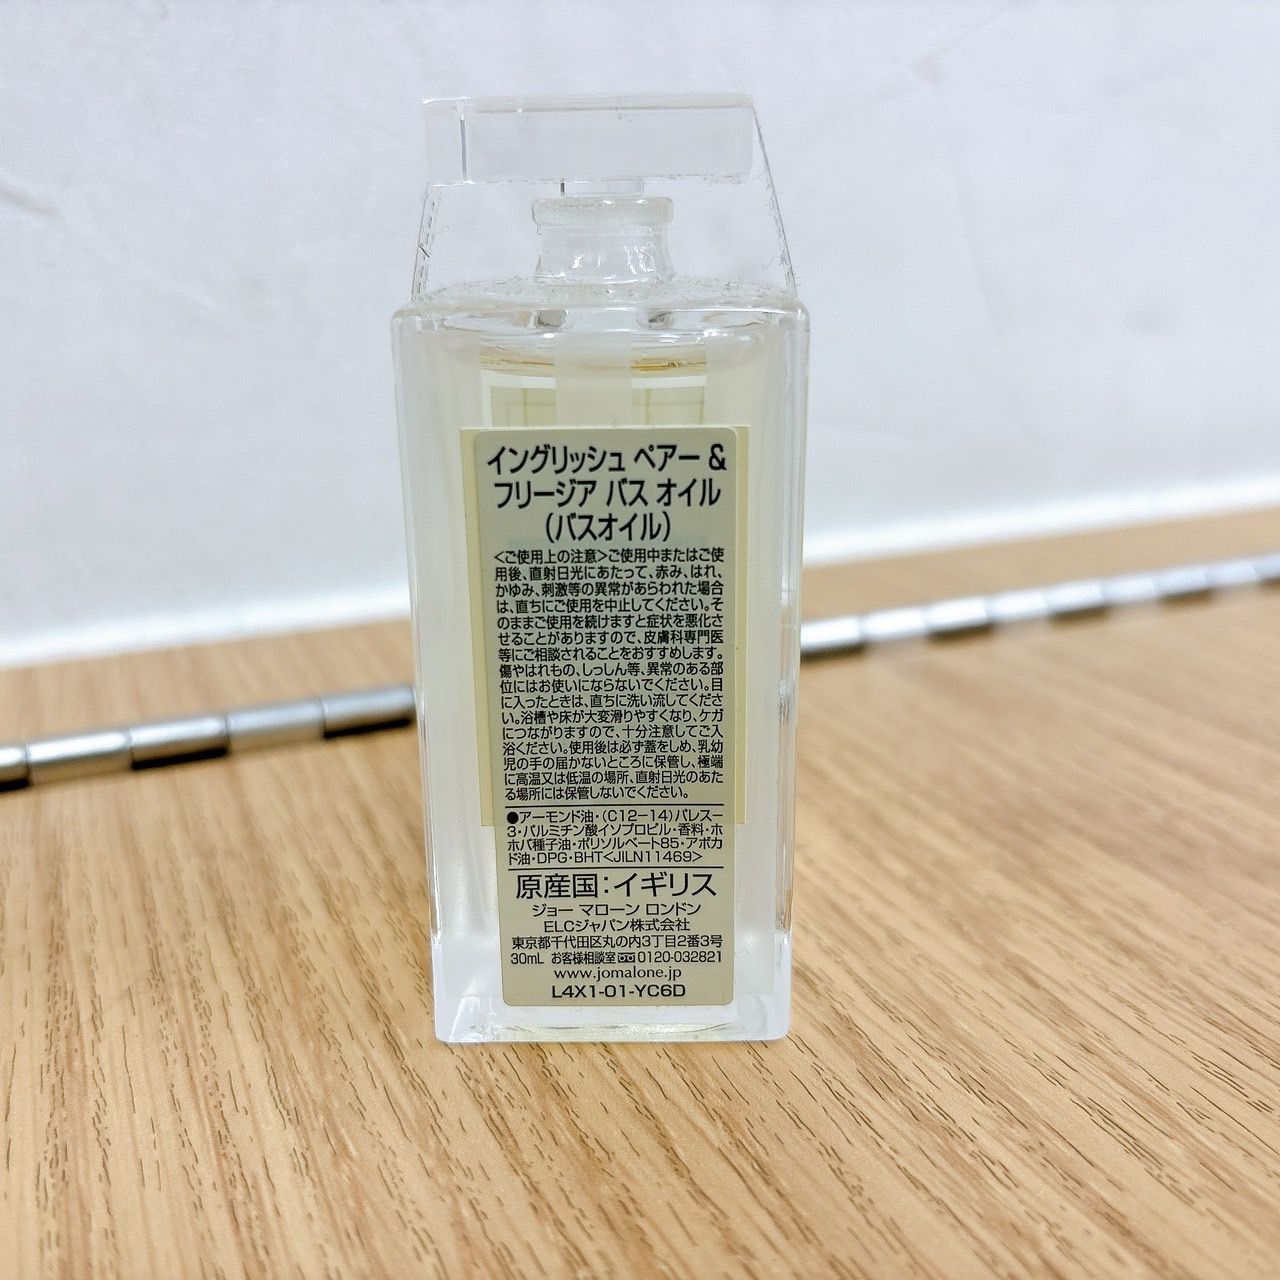 イングリッシュ ペアー &
フリージア バス オイル
(バスオイル)
<ご使用上の注意>ご使用中またはご使
用後、直射日光にあたって、赤み、はれ、
かゆみ、刺激等の異常があらわれた場合
は、直ちにご使用を中止してください。そ
のままご使用を続けますと症状を悪化さ
せることがありますので、皮膚科専門医
等にご相談されることをおすすめします。
傷やはれもの、しっしん等、異常のある部
位にはお使いにならないでください。目
に入ったときは、直ちに洗い流してくださ
い。浴槽や床が大変滑りやすくなり、ケガ
につながりますので、十分注意してご入
浴ください。使用後は必ず蓋をしめ、乳幼
児の手の届かないところに保管し、極端
に高温又は低温の場所、直射日光のあた
る場所には保管しないでください。
●アーモンド油・(C12-14)パレスー
3・パルミチン酸イソプロピル・香料・ホ
ホバ種子油・ポリソルベート85・アボカ
ド油・DPG・BHT<JILN11469>
原産国:イギリス
ジョー マローン ロンドン
ELCジャパン株式会社
東京都千代田区丸の内3丁目2番3号
30mL お客様相談室 0120-032821
www.jomalone.jp
L4X1-01-YC6D